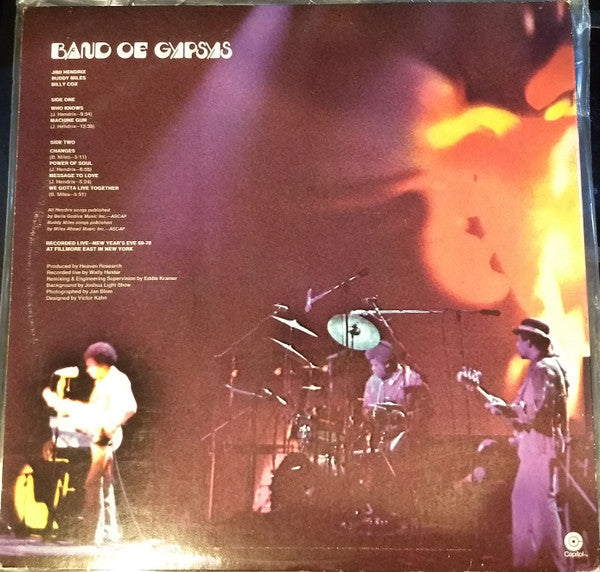 BAND OF GYPSYS
JIMI HENDRIX
BUDDY MILES
BILLY COX
SIDE ONE
WHO KNOWS
(J. Hendrix—9:34)
MACHINE GUN
(J. Hendrix—12:38)
SIDE TWO
CHANGES
(B. Miles—5:11)
POWER OF SOUL
(J. Hendrix—6:55)
MESSAGE TO LOVE
(J. Hendrix—5:24)
WE GOTTA LIVE TOGETHER
(B. Miles—5:51)
All Hendrix songs published
by Bella Godiva Music Inc.—ASCAP
Buddy Miles songs published
by Miles Ahead Music Inc.—ASCAP
RECORDED LIVE—NEW YEAR'S EVE 69-70
AT FILLMORE EAST IN NEW YORK
Produced by Heaven Research
Recorded live by Wally Heider
Remixing & Engineering Supervision by Eddie Kramer
Background by Joshua Light Show
Photographed by Jan Blom
Designed by Victor Kahn
Capitol